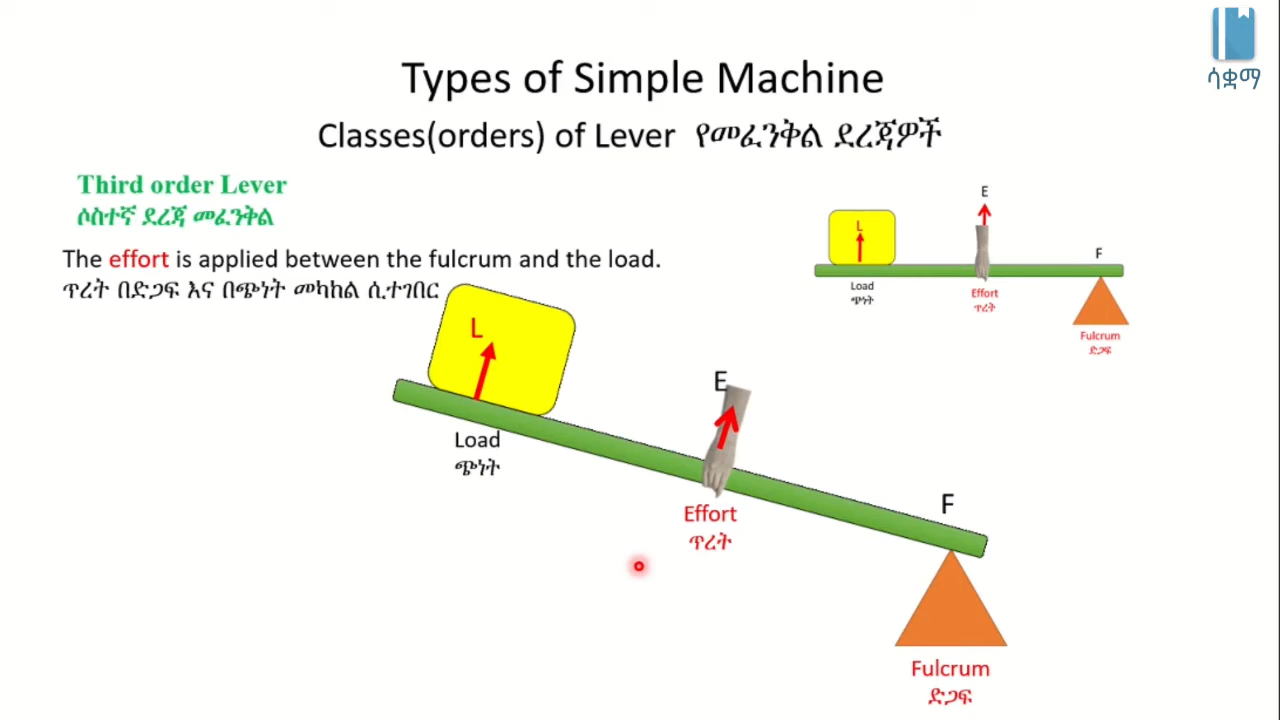 ሳቋማ
Types of Simple Machine
Classes(orders) of Lever የመፈንቅል ደረጃዎች
Third order Lever
ሶስተኛ ደረጃ መፈንቅል
The effort is applied between the fulcrum and the load.
ጥረት በድጋፍ እና በጭነት መካከል ሲተገበር
E
L
F
Load
ጭነት
Effort
ጥረት
Fulcrum
ድጋፍ
L
E
Load
ጭነት
F
Effort
ጥረት
Fulcrum
ድጋፍ